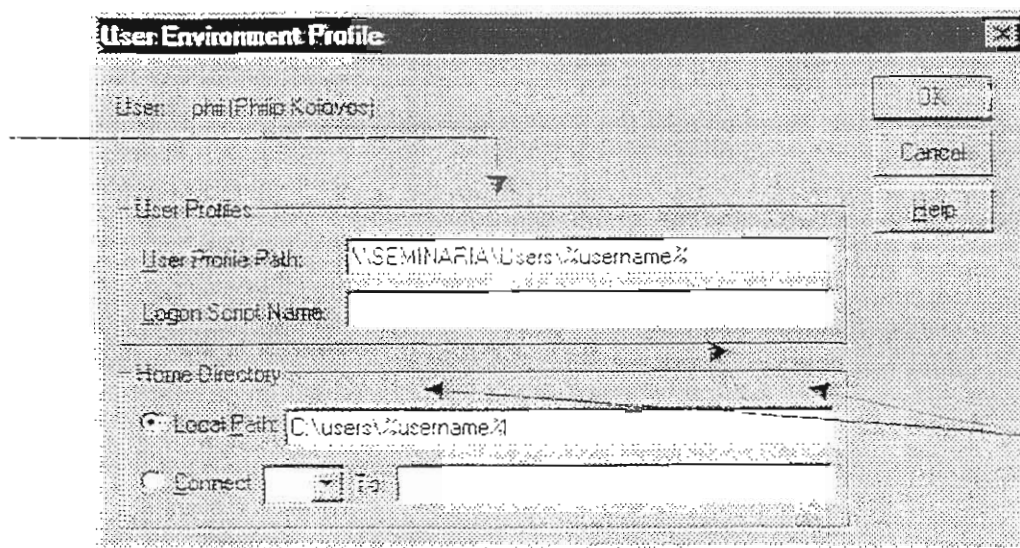 User Environment Profile
User: phil (Philip Kolovos)
OK
Cancel
Help
User Profiles
User Profile Path: \\SEMINARIA\Users\%username%
Logon Script Name:
Home Directory
Local Path: C:\users\%username%
Connect To